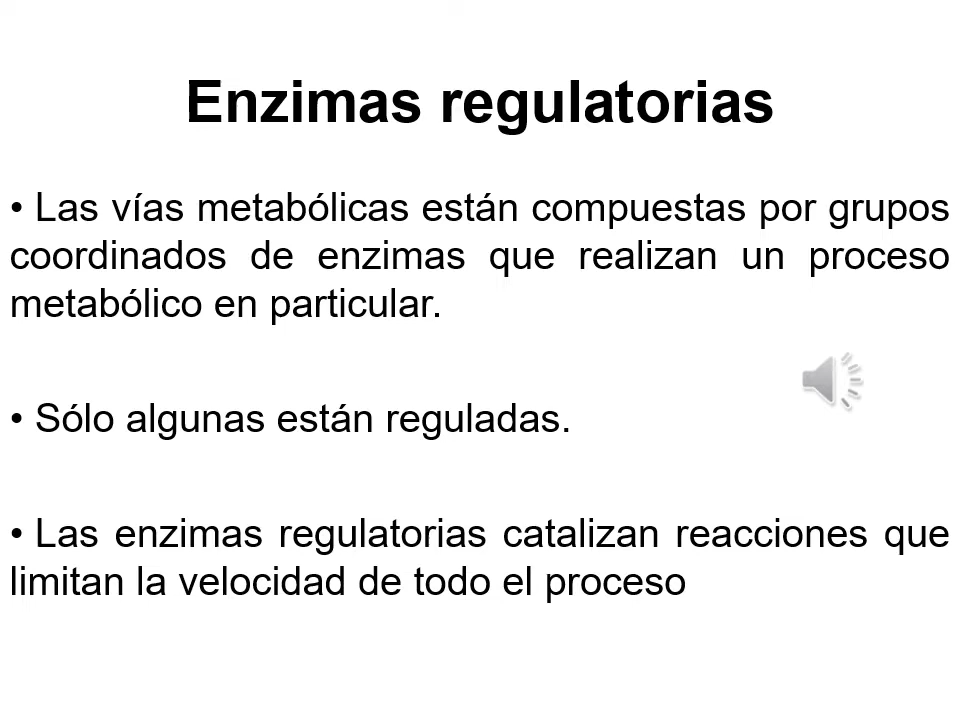 Enzimas regulatorias
• Las vías metabólicas están compuestas por grupos
coordinados de enzimas que realizan un proceso
metabólico en particular.
• Sólo algunas están reguladas.
• Las enzimas regulatorias catalizan reacciones que
limitan la velocidad de todo el proceso